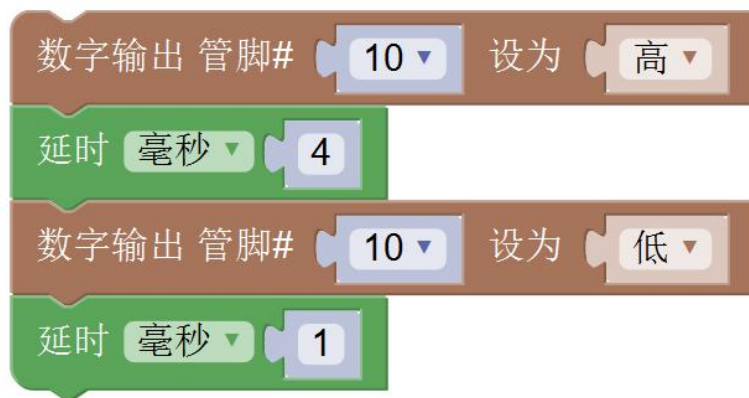 数字输出 管脚# 10 设为 高
延时 毫秒 4
数字输出 管脚# 10 设为 低
延时 毫秒 1